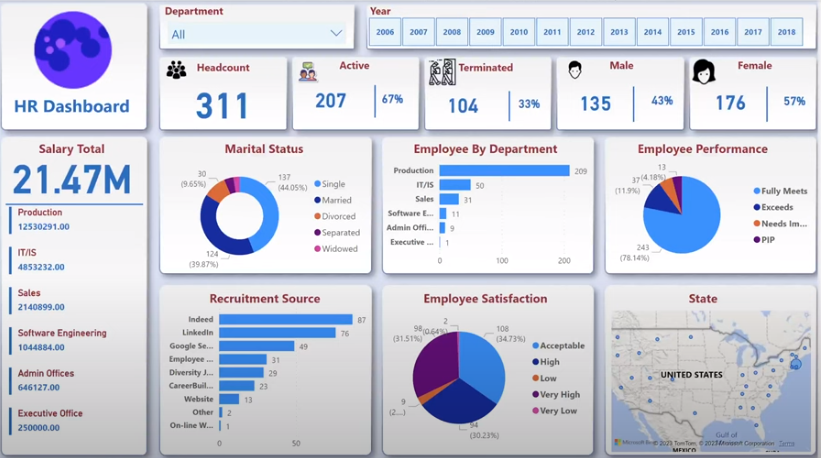 HR Dashboard
Department
All
Year
2006 2007 2008 2009 2010 2011 2012 2013 2014 2015 2016 2017 2018
Headcount
311
Active
207 67%
Terminated
104 33%
Male
135 43%
Female
176 57%
Salary Total
21.47M
Production
12530291.00
IT/IS
4853232.00
Sales
2140899.00
Software Engineering
1044884.00
Admin Offices
646127.00
Executive Office
250000.00
Marital Status
30
(9.65%)
137
(44.05%)
124
(39.87%)
Single
Married
Divorced
Separated
Widowed
Employee By Department
Production 209
IT/IS 50
Sales 31
Software E... 11
Admin Offi... 9
Executive ... 1
0 100 200
Employee Performance
13
(4.18%)
37
(11.9%)
243
(78.14%)
Fully Meets
Exceeds
Needs Im...
PIP
Recruitment Source
Indeed 87
LinkedIn 76
Google Se... 49
Employee ... 31
Diversity J... 29
CareerBuil... 23
Website 13
Other 2
On-line W... 1
0 50
Employee Satisfaction
2
(0.64%)
98
(31.51%)
108
(34.73%)
9
(2....)
94
(30.23%)
Acceptable
High
Low
Very High
Very Low
State
UNITED STATES
Gulf of
MEXICO
Microsoft Corporation Terms